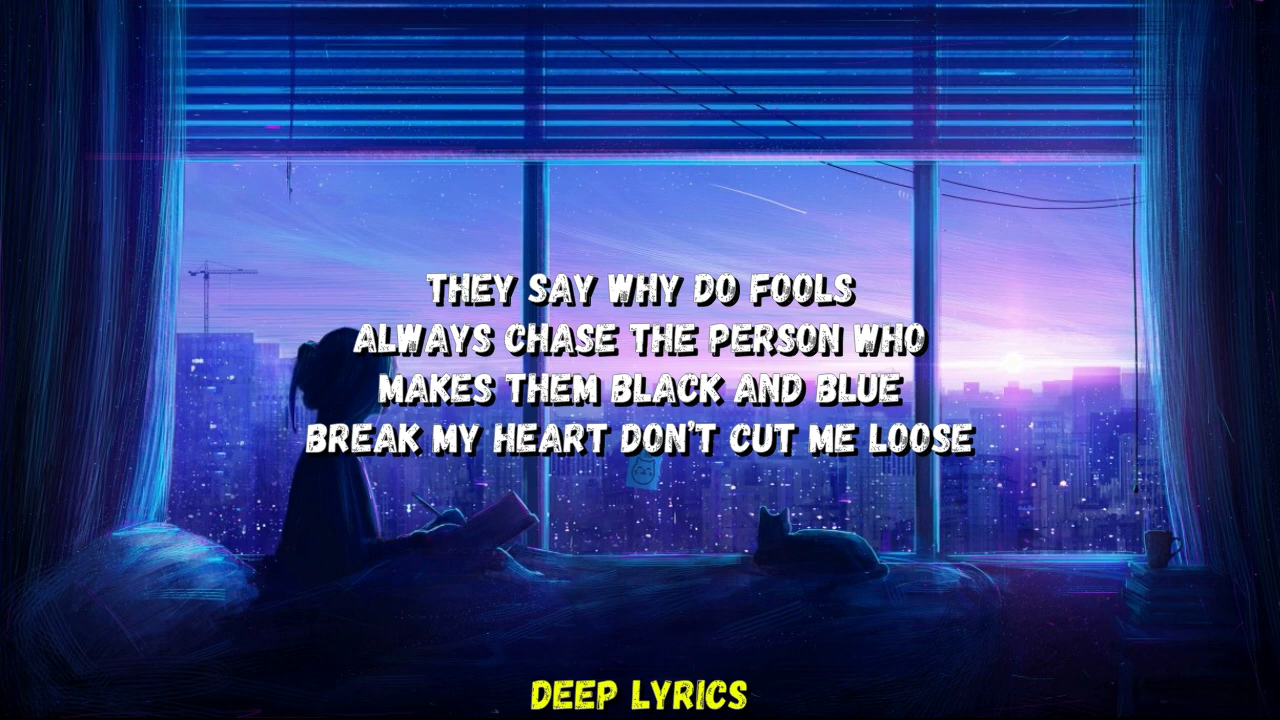 THEY SAY WHY DO FOOLS
ALWAYS CHASE THE PERSON WHO
MAKES THEM BLACK AND BLUE
BREAK MY HEART DON'T CUT ME LOOSE
DEEP LYRICS